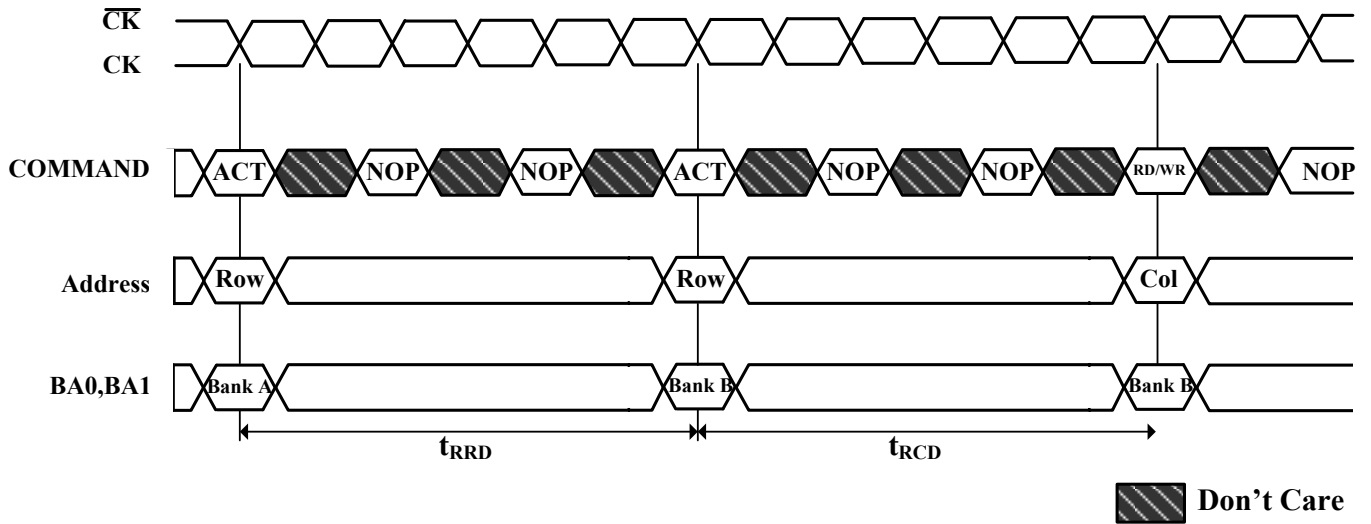 C̅K̅
CK
COMMAND ACT NOP NOP ACT NOP NOP RD/WR NOP
Address Row Row Col
BA0,BA1 Bank A Bank B Bank B
tRRD tRCD
Don't Care